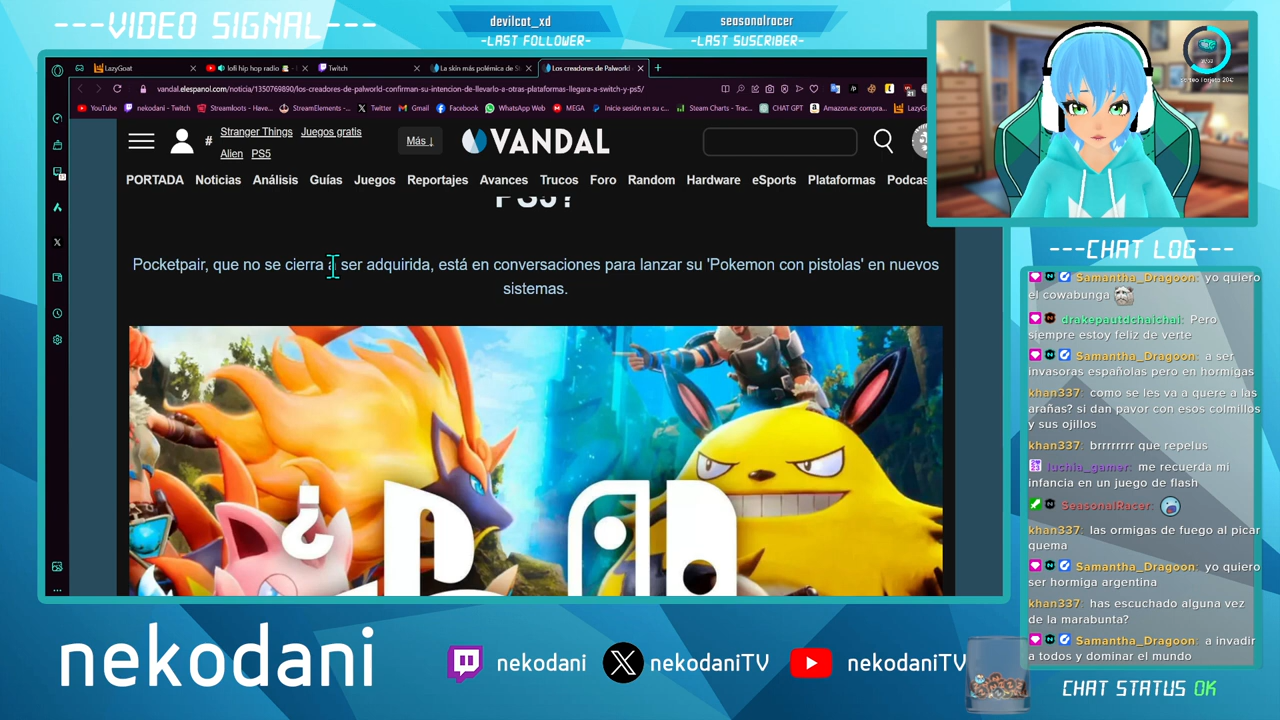 ---VIDEO SIGNAL---
devilcat_xd
-LAST FOLLOWER-
seasonalracer
-LAST SUSCRIBER-
LazyGoat
lofi hip hop radio
Twitch
La skin más polémica de
Los creadores de Palworld
vandal.elespanol.com/noticia/1350769890/los-creadores-de-palworld-confirman-su-intencion-de-llevarlo-a-otras-plataformas-llegara-a-switch-y-ps5/
YouTube
nekodani - Twitch
Streamloots - Have...
StreamElements -...
Twitter
Gmail
Facebook
WhatsApp Web
MEGA
Inicie sesión en su c...
Steam Charts - Trac...
CHAT GPT
Amazon.es: compra...
LazyG
# Stranger Things Juegos gratis
Alien PS5
Más ↓
VANDAL
PORTADA Noticias Análisis Guías Juegos Reportajes Avances Trucos Foro Random Hardware eSports Plataformas Podcas
PS5?
Pocketpair, que no se cierra a ser adquirida, está en conversaciones para lanzar su 'Pokemon con pistolas' en nuevos
sistemas.
¿
---CHAT LOG---
Samantha_Dragoon: yo quiero
el cowabunga
drakepautdchaichai: Pero
siempre estoy feliz de verte
Samantha_Dragoon: a ser
invasoras españolas pero en hormigas
khan337: como se les va a quere a las
arañas? si dan pavor con esos colmillos
y sus ojillos
khan337: brrrrrrrr que repelus
luchia_gamer: me recuerda mi
infancia en un juego de flash
SeasonalRacer:
khan337: las ormigas de fuego al picar
quema
Samantha_Dragoon: yo quiero
ser hormiga argentina
khan337: has escuchado alguna vez
de la marabunta?
Samantha_Dragoon: a invadir
a todos y dominar el mundo
CHAT STATUS OK
nekodani
nekodani
nekodaniTV
nekodaniTV